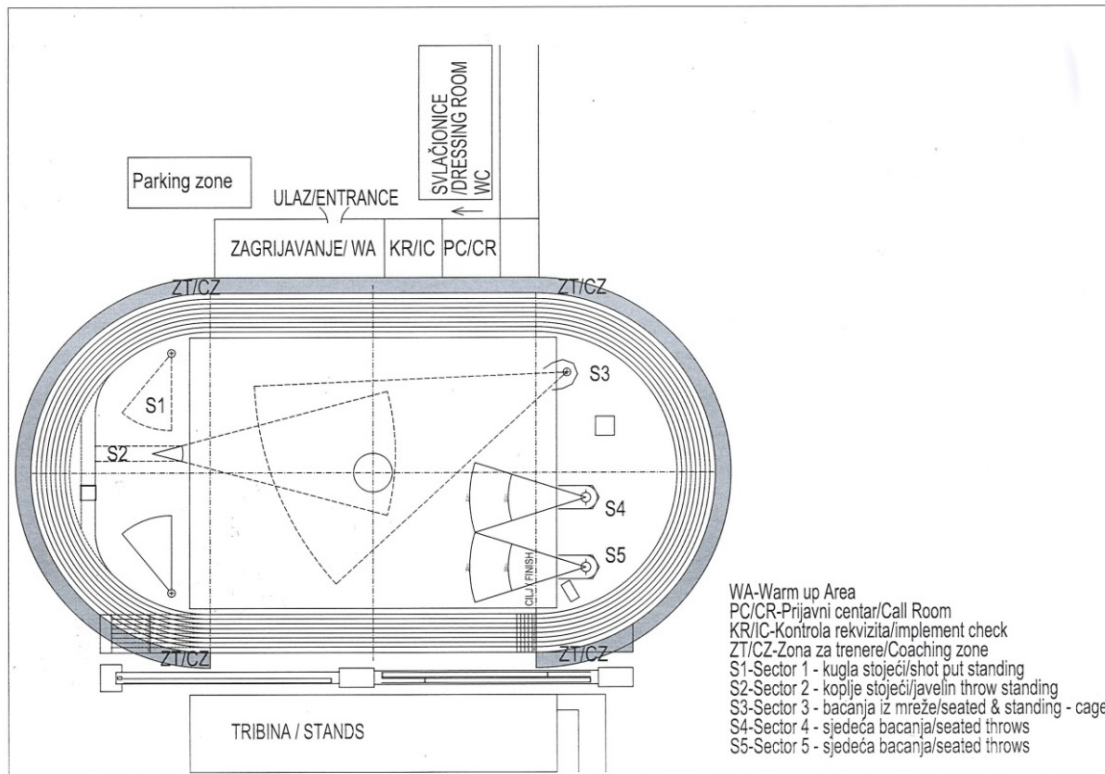 SVLAČIONICE
/DRESSING ROOM
WC
Parking zone
ULAZ/ENTRANCE
ZAGRIJAVANJE/ WA
KR/IC
PC/CR
ZT/CZ
ZT/CZ
S3
S1
S2
S4
S5
CILJ / FINISH
ZT/CZ
ZT/CZ
TRIBINA / STANDS
WA-Warm up Area
PC/CR-Prijavni centar/Call Room
KR/IC-Kontrola rekvizita/implement check
ZT/CZ-Zona za trenere/Coaching zone
S1-Sector 1 - kugla stojeći/shot put standing
S2-Sector 2 - koplje stojeći/javelin throw standing
S3-Sector 3 - bacanja iz mreže/seated & standing - cage
S4-Sector 4 - sjedeća bacanja/seated throws
S5-Sector 5 - sjedeća bacanja/seated throws